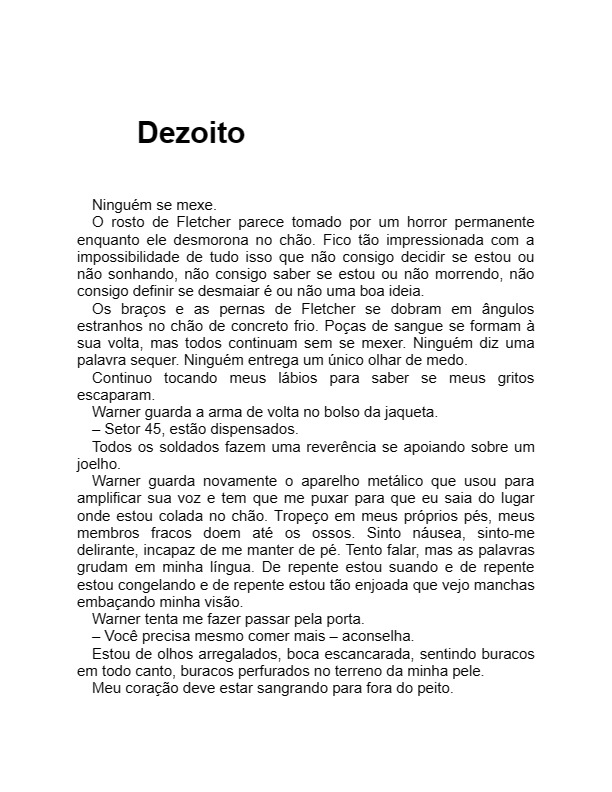 Dezoito
Ninguém se mexe.
O rosto de Fletcher parece tomado por um horror permanente
enquanto ele desmorona no chão. Fico tão impressionada com a
impossibilidade de tudo isso que não consigo decidir se estou ou
não sonhando, não consigo saber se estou ou não morrendo, não
consigo definir se desmaiar é ou não uma boa ideia.
Os braços e as pernas de Fletcher se dobram em ângulos
estranhos no chão de concreto frio. Poças de sangue se formam à
sua volta, mas todos continuam sem se mexer. Ninguém diz uma
palavra sequer. Ninguém entrega um único olhar de medo.
Continuo tocando meus lábios para saber se meus gritos
escaparam.
Warner guarda a arma de volta no bolso da jaqueta.
– Setor 45, estão dispensados.
Todos os soldados fazem uma reverência se apoiando sobre um
joelho.
Warner guarda novamente o aparelho metálico que usou para
amplificar sua voz e tem que me puxar para que eu saia do lugar
onde estou colada no chão. Tropeço em meus próprios pés, meus
membros fracos doem até os ossos. Sinto náusea, sinto-me
delirante, incapaz de me manter de pé. Tento falar, mas as palavras
grudam em minha língua. De repente estou suando e de repente
estou congelando e de repente estou tão enjoada que vejo manchas
embaçando minha visão.
Warner tenta me fazer passar pela porta.
– Você precisa mesmo comer mais – aconselha.
Estou de olhos arregalados, boca escancarada, sentindo buracos
em todo canto, buracos perfurados no terreno da minha pele.
Meu coração deve estar sangrando para fora do peito.